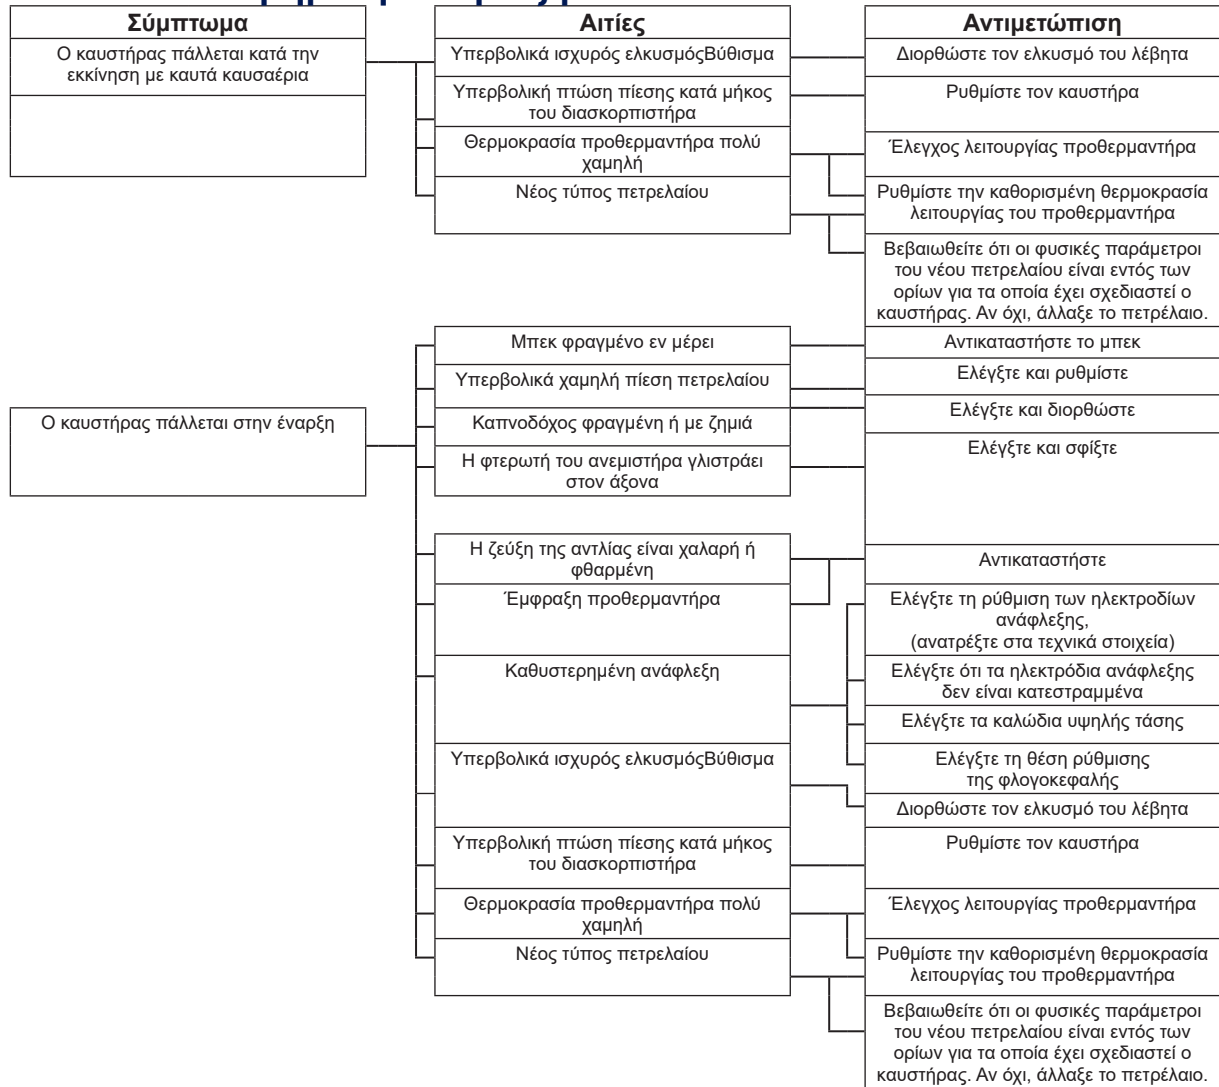 Σύμπτωμα
Αιτίες
Αντιμετώπιση
Ο καυστήρας πάλλεται κατά την
εκκίνηση με καυτά καυσαέρια
Υπερβολικά ισχυρός ελκυσμόςΒύθισμα
Διορθώστε τον ελκυσμό του λέβητα
Υπερβολική πτώση πίεσης κατά μήκος
του διασκορπιστήρα
Ρυθμίστε τον καυστήρα
Θερμοκρασία προθερμαντήρα πολύ
χαμηλή
Έλεγχος λειτουργίας προθερμαντήρα
Νέος τύπος πετρελαίου
Ρυθμίστε την καθορισμένη θερμοκρασία
λειτουργίας του προθερμαντήρα
Βεβαιωθείτε ότι οι φυσικές παράμετροι
του νέου πετρελαίου είναι εντός των
ορίων για τα οποία έχει σχεδιαστεί ο
καυστήρας. Αν όχι, άλλαξε το πετρέλαιο.
Μπεκ φραγμένο εν μέρει
Αντικαταστήστε το μπεκ
Υπερβολικά χαμηλή πίεση πετρελαίου
Ελέγξτε και ρυθμίστε
Ο καυστήρας πάλλεται στην έναρξη
Καπνοδόχος φραγμένη ή με ζημιά
Ελέγξτε και διορθώστε
Η φτερωτή του ανεμιστήρα γλιστράει
στον άξονα
Ελέγξτε και σφίξτε
Η ζεύξη της αντλίας είναι χαλαρή ή
φθαρμένη
Αντικαταστήστε
Έμφραξη προθερμαντήρα
Ελέγξτε τη ρύθμιση των ηλεκτροδίων
ανάφλεξης,
(ανατρέξτε στα τεχνικά στοιχεία)
Καθυστερημένη ανάφλεξη
Ελέγξτε ότι τα ηλεκτρόδια ανάφλεξης
δεν είναι κατεστραμμένα
Ελέγξτε τα καλώδια υψηλής τάσης
Υπερβολικά ισχυρός ελκυσμόςΒύθισμα
Ελέγξτε τη θέση ρύθμισης
της φλογοκεφαλής
Διορθώστε τον ελκυσμό του λέβητα
Υπερβολική πτώση πίεσης κατά μήκος
του διασκορπιστήρα
Ρυθμίστε τον καυστήρα
Θερμοκρασία προθερμαντήρα πολύ
χαμηλή
Έλεγχος λειτουργίας προθερμαντήρα
Νέος τύπος πετρελαίου
Ρυθμίστε την καθορισμένη θερμοκρασία
λειτουργίας του προθερμαντήρα
Βεβαιωθείτε ότι οι φυσικές παράμετροι
του νέου πετρελαίου είναι εντός των
ορίων για τα οποία έχει σχεδιαστεί ο
καυστήρας. Αν όχι, άλλαξε το πετρέλαιο.